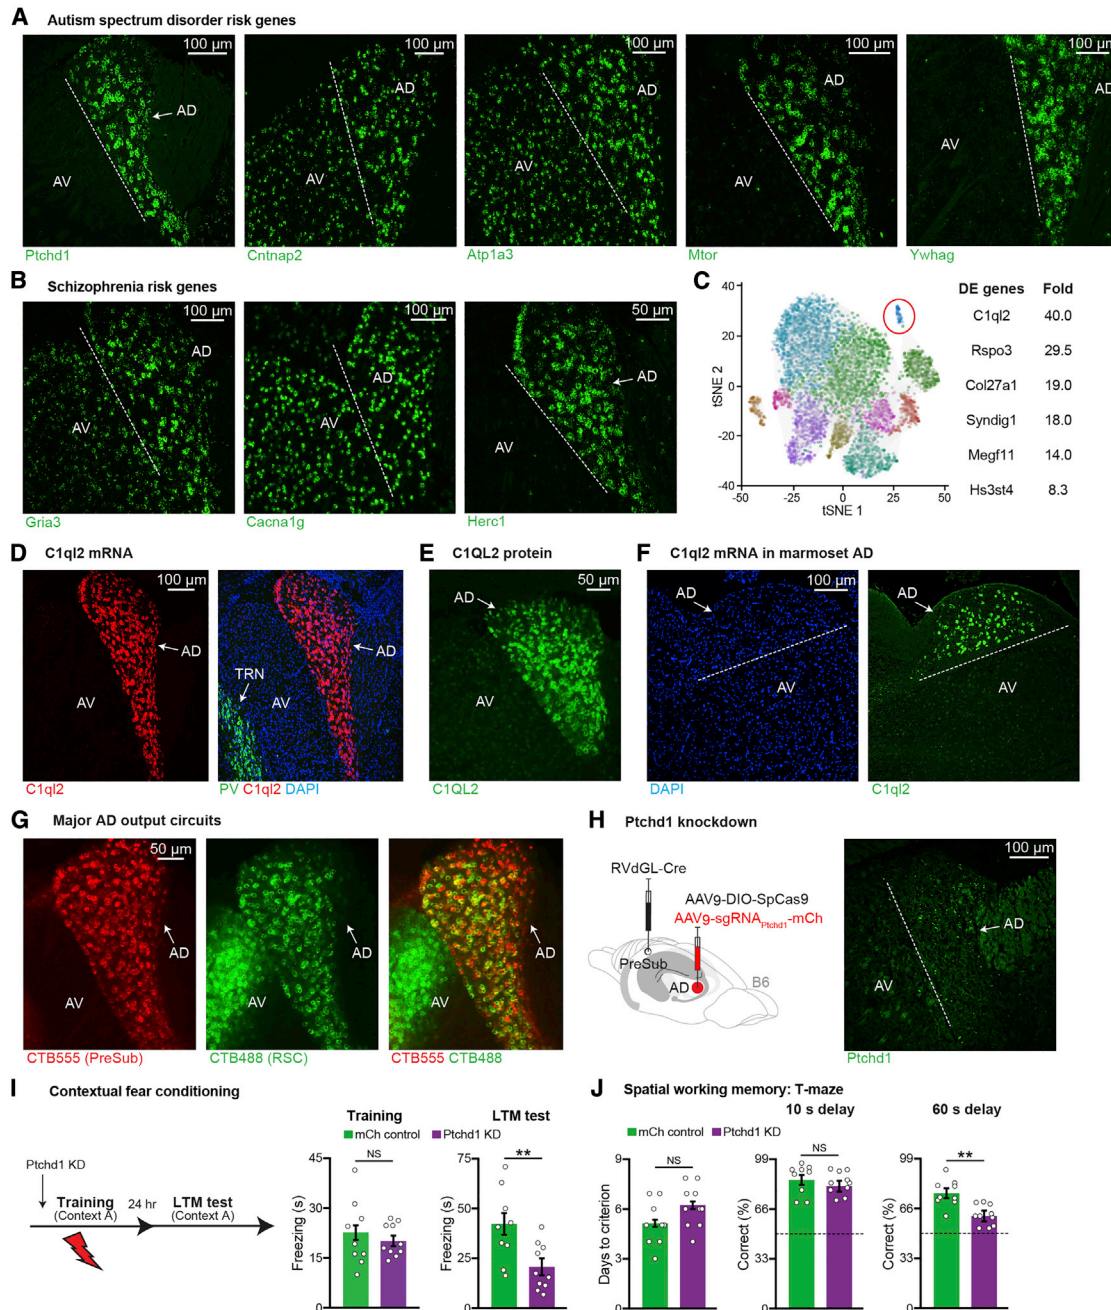 A Autism spectrum disorder risk genes
100 µm 100 µm 100 µm 100 µm 100 µm
AD AD AD AD AD
AV AV AV AV AV
Ptchd1 Cntnap2 Atp1a3 Mtor Ywhag
B Schizophrenia risk genes
100 µm 100 µm 50 µm
AD AD AD
AV AV AV
Gria3 Cacna1g Herc1
C
40
20
0
-20
-40
tSNE 2
-50 -25 0 25 50
tSNE 1
DE genes Fold
C1ql2 40.0
Rspo3 29.5
Col27a1 19.0
Syndig1 18.0
Megf11 14.0
Hs3st4 8.3
D C1ql2 mRNA
100 µm 100 µm
AD AD
TRN
AV AV
C1ql2 PV C1ql2 DAPI
E C1QL2 protein
50 µm
AD
AV
C1QL2
F C1ql2 mRNA in marmoset AD
100 µm 100 µm
AD AD
AV AV
DAPI C1ql2
G Major AD output circuits
50 µm
AD AD AD
AV AV AV
CTB555 (PreSub) CTB488 (RSC) CTB555 CTB488
H Ptchd1 knockdown
RVdGL-Cre
AAV9-DIO-SpCas9
AAV9-sgRNAPtchd1-mCh
PreSub
AD
B6
100 µm
AD
AV
Ptchd1
I Contextual fear conditioning
Ptchd1 KD
Training 24 hr LTM test
(Context A) (Context A)
Training LTM test
mCh control Ptchd1 KD
NS
45
30
15
0
Freezing (s)
**
75
50
25
0
Freezing (s)
J Spatial working memory: T-maze
10 s delay 60 s delay
mCh control Ptchd1 KD
NS
9
6
3
0
Days to criterion
NS
99
66
33
0
Correct (%)
**
99
66
33
0
Correct (%)